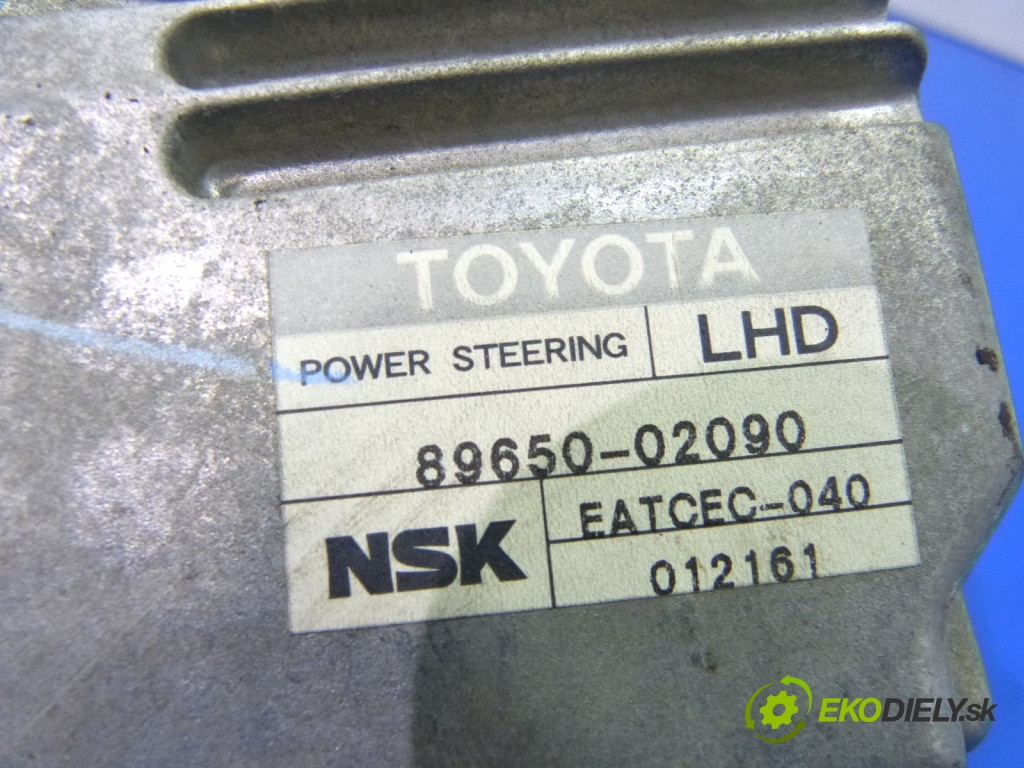 TOYOTA
POWER STEERING LHD
89650-02090
NSK EATCEC-040
012161
EKODIELY.sk